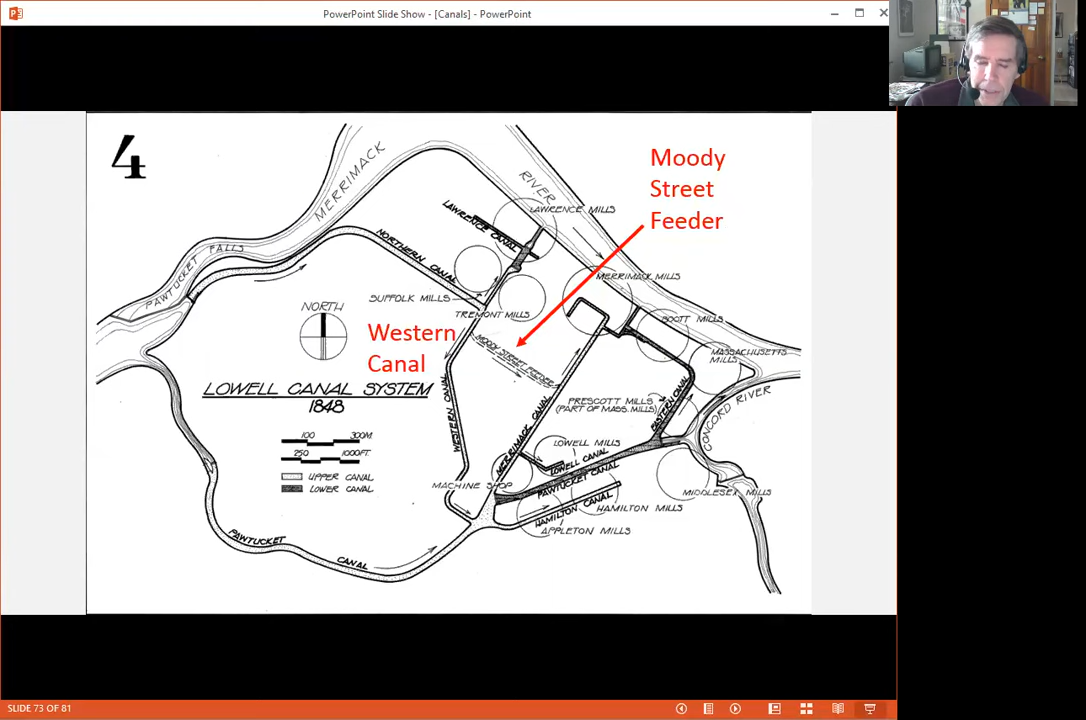 PowerPoint Slide Show - [Canals] - PowerPoint
4
Moody
Street
Feeder
MERRIMACK
RIVER
PAWTUCKET FALLS
LAWRENCE MILLS
LAWRENCE CANAL
NORTHERN CANAL
MERRIMACK MILLS
SUFFOLK MILLS
TREMONT MILLS
BOOTT MILLS
NORTH
Western
Canal
MOODY STREET FEEDER
MASSACHUSETTS
MILLS
LOWELL CANAL SYSTEM
1848
WESTERN CANAL
MERRIMACK CANAL
PRESCOTT MILLS
(PART OF MASS. MILLS)
EASTERN CANAL
CONCORD RIVER
100 300M
250 1000FT
UPPER CANAL
LOWER CANAL
LOWELL MILLS
LOWELL CANAL
PAWTUCKET CANAL
MACHINE SHOP
MIDDLESEX MILLS
HAMILTON CANAL
HAMILTON MILLS
APPLETON MILLS
PAWTUCKET
CANAL
SLIDE 73 OF 81